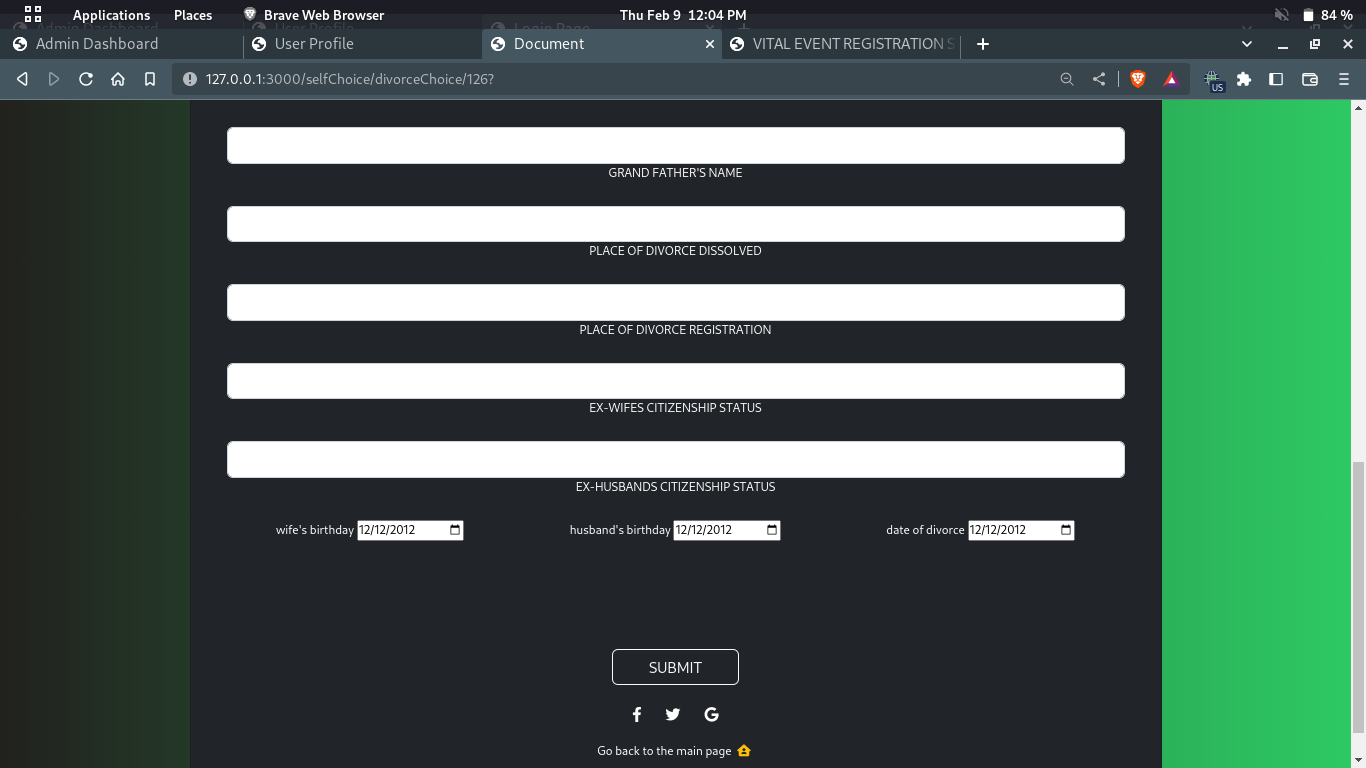 Applications Places Brave Web Browser Thu Feb 9 12:04 PM 84 %
Admin Dashboard User Profile Document VITAL EVENT REGISTRATION S
127.0.0.1:3000/selfChoice/divorceChoice/126? US
GRAND FATHER'S NAME
PLACE OF DIVORCE DISSOLVED
PLACE OF DIVORCE REGISTRATION
EX-WIFES CITIZENSHIP STATUS
EX-HUSBANDS CITIZENSHIP STATUS
wife's birthday 12/12/2012 husband's birthday 12/12/2012 date of divorce 12/12/2012
SUBMIT
Go back to the main page